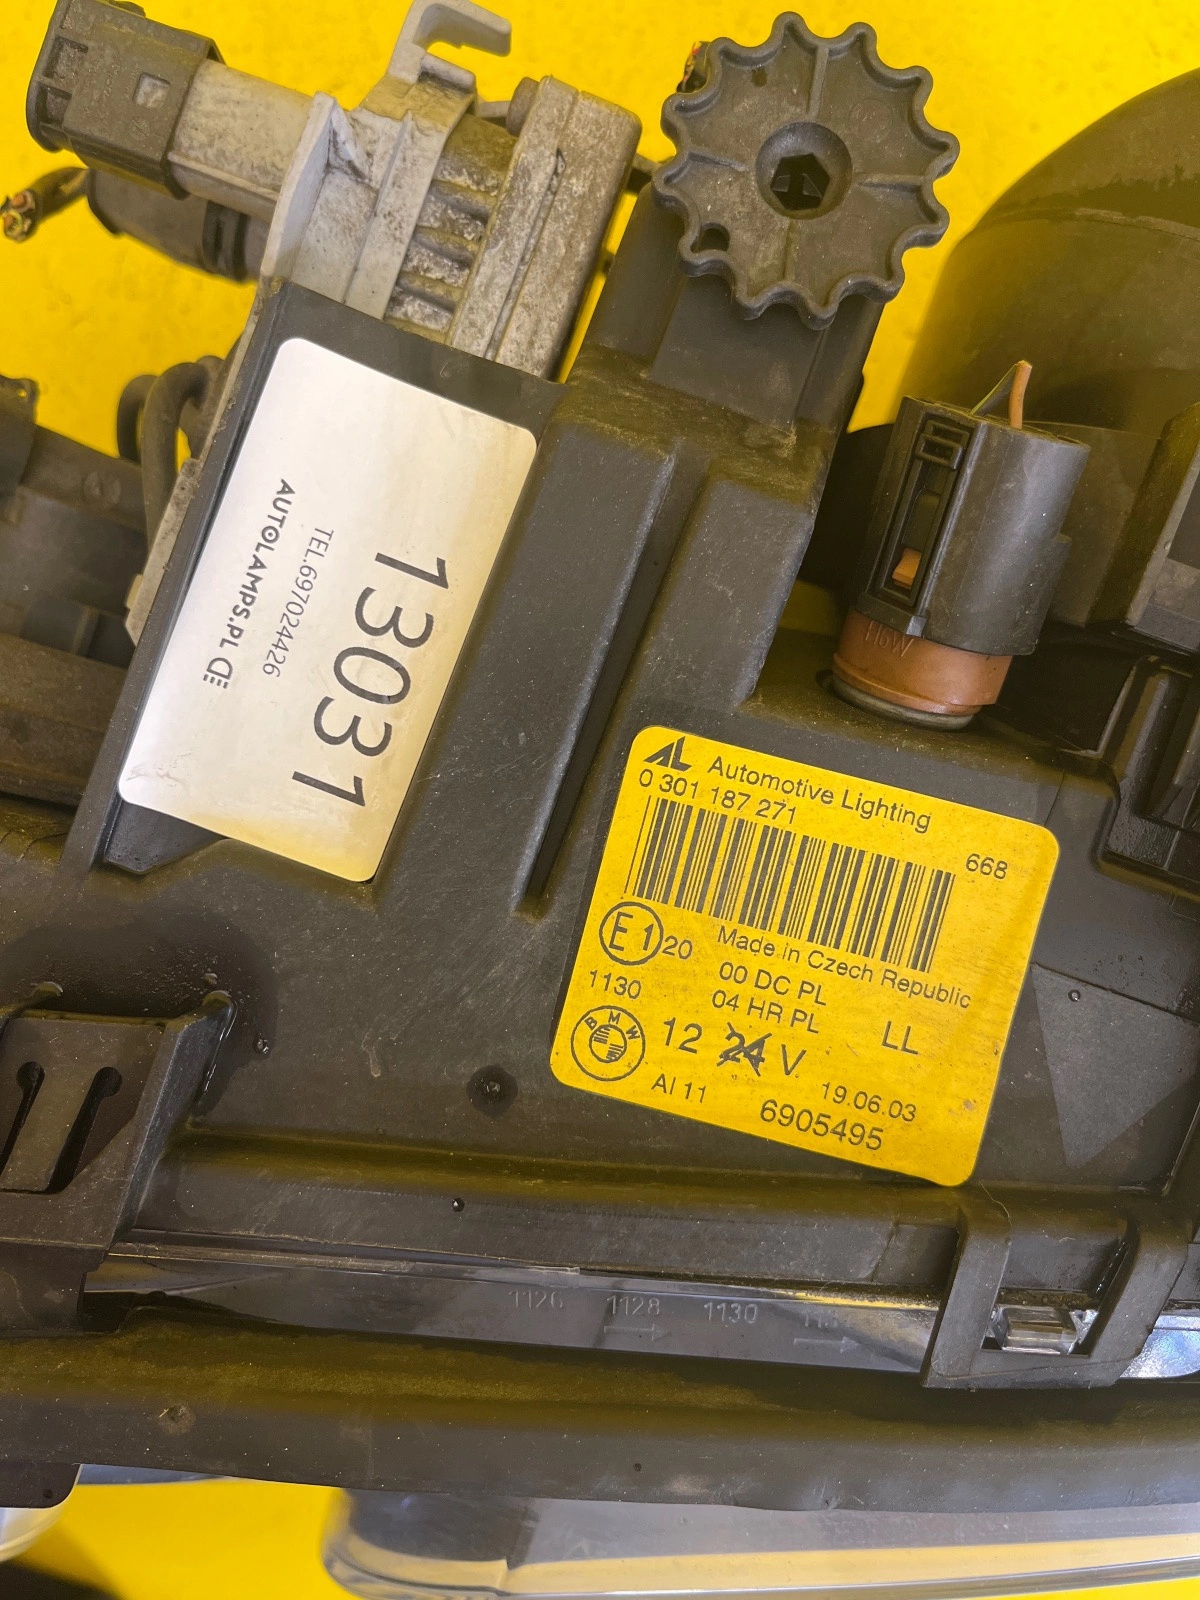 13031
TEL.697024426
AUTOLAMPS.PL
H6W
AL Automotive Lighting
0 301 187 271
668
E1 20
Made in Czech Republic
1130
00 DC PL
04 HR PL
LL
BMW
12 24 V
AI 11
19.06.03
6905495
1126 1128 1130